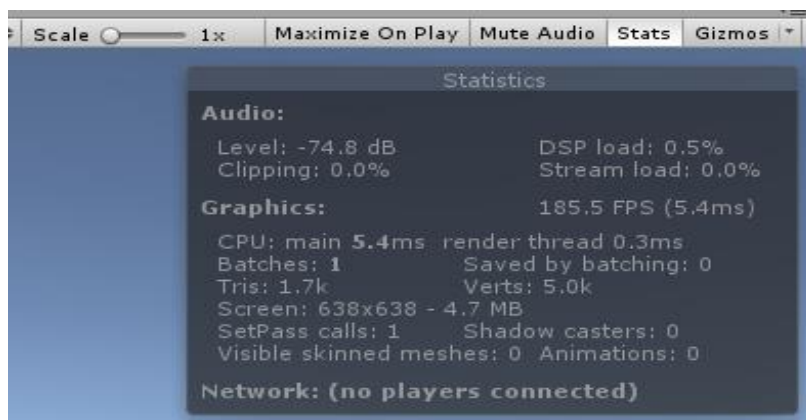 Scale 1x Maximize On Play Mute Audio Stats Gizmos
Statistics
Audio:
Level: -74.8 dB DSP load: 0.5%
Clipping: 0.0% Stream load: 0.0%
Graphics: 185.5 FPS (5.4ms)
CPU: main 5.4ms render thread 0.3ms
Batches: 1 Saved by batching: 0
Tris: 1.7k Verts: 5.0k
Screen: 638x638 - 4.7 MB
SetPass calls: 1 Shadow casters: 0
Visible skinned meshes: 0 Animations: 0
Network: (no players connected)